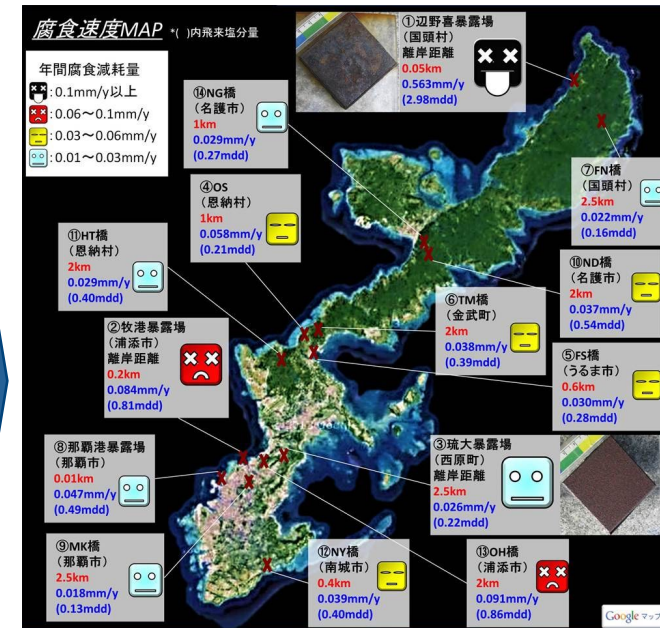 腐食速度MAP *( )内飛来塩分量
年間腐食減耗量
:0.1mm/y以上
:0.06～0.1mm/y
:0.03～0.06mm/y
:0.01～0.03mm/y
①辺野喜暴露場
(国頭村)
離岸距離
0.05km
0.563mm/y
(2.98mdd)
⑭NG橋
(名護市)
1km
0.029mm/y
(0.27mdd)
⑦FN橋
(国頭村)
2.5km
0.022mm/y
(0.16mdd)
④OS
(恩納村)
1km
0.058mm/y
(0.21mdd)
⑪HT橋
(恩納村)
2km
0.029mm/y
(0.40mdd)
⑩ND橋
(名護市)
2km
0.037mm/y
(0.54mdd)
⑥TM橋
(金武町)
2km
0.038mm/y
(0.39mdd)
②牧港暴露場
(浦添市)
離岸距離
0.2km
0.084mm/y
(0.81mdd)
⑤FS橋
(うるま市)
0.6km
0.030mm/y
(0.28mdd)
⑧那覇港暴露場
(那覇市)
0.01km
0.047mm/y
(0.49mdd)
③琉大暴露場
(西原町)
離岸距離
2.5km
0.026mm/y
(0.22mdd)
⑨MK橋
(那覇市)
2.5km
0.018mm/y
(0.13mdd)
⑫NY橋
(南城市)
0.4km
0.039mm/y
(0.40mdd)
⑬OH橋
(浦添市)
2km
0.091mm/y
(0.86mdd)
Google マップ